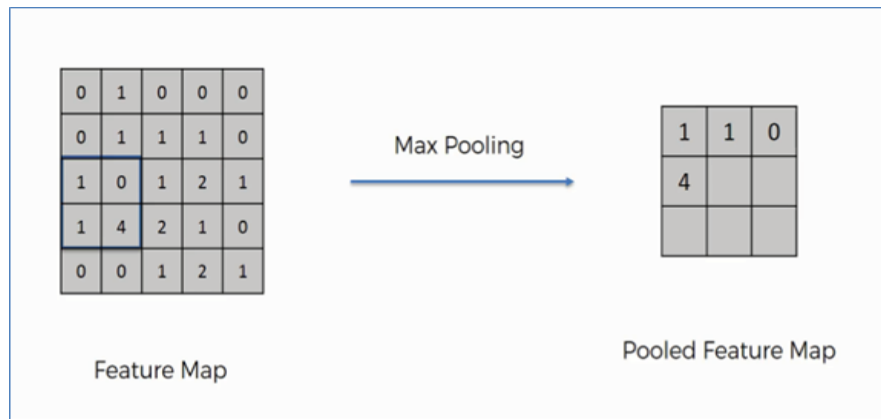 0 1 0 0 0
0 1 1 1 0
1 0 1 2 1
1 4 2 1 0
0 0 1 2 1
Feature Map
Max Pooling
1 1 0
4
Pooled Feature Map